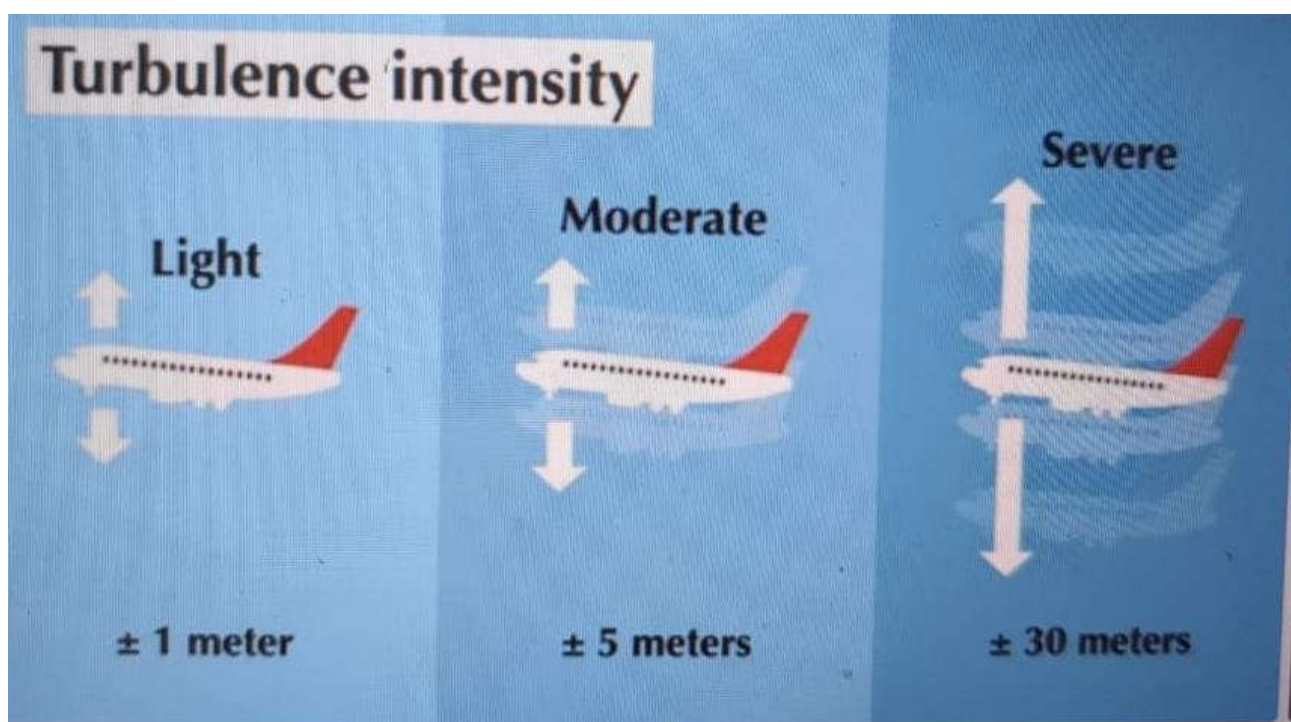 Turbulence intensity
Light
Moderate
Severe
± 1 meter
± 5 meters
± 30 meters